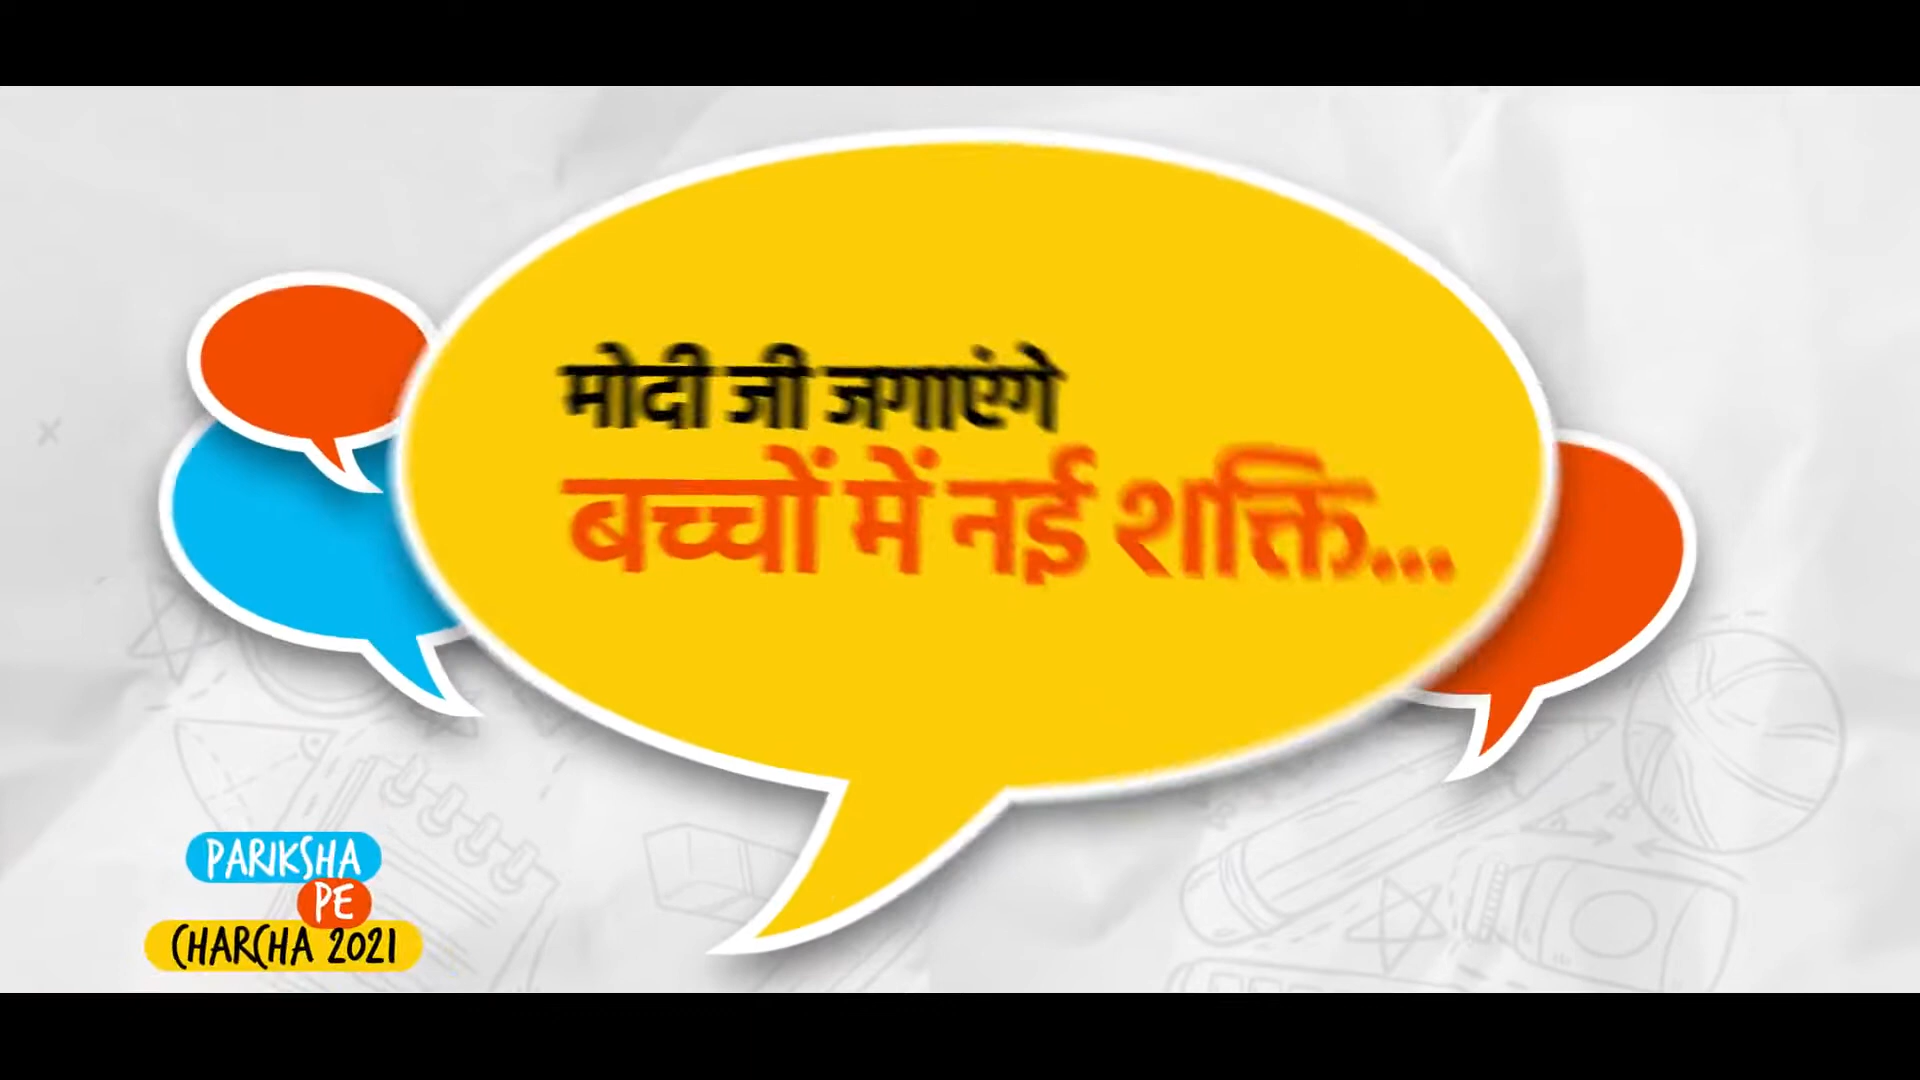 मोदी जी जगाएंगे
बच्चों में नई शक्ति...
PARIKSHA
PE
CHARCHA 2021